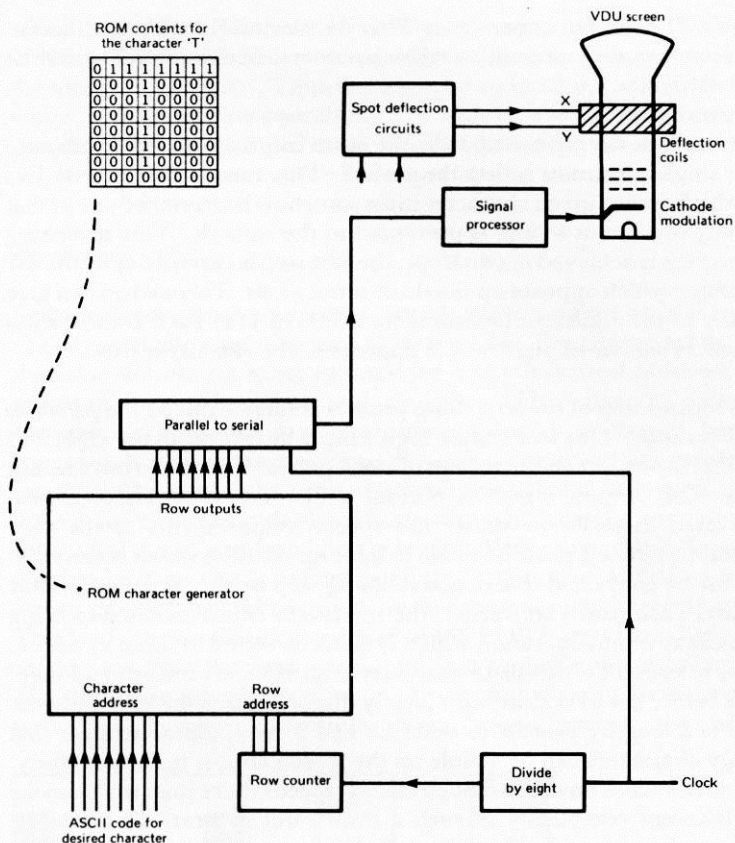 ROM contents for
the character 'T'
0 1 1 1 1 1 1 1
0 0 0 0 1 0 0 0
0 0 0 0 1 0 0 0
0 0 0 0 1 0 0 0
0 0 0 0 1 0 0 0
0 0 0 0 1 0 0 0
0 0 0 0 1 0 0 0
0 0 0 0 0 0 0 0
VDU screen
Spot deflection
circuits
X
Y
Deflection
coils
Cathode
modulation
Signal
processor
Parallel to serial
Row outputs
ROM character generator
Character
address
Row
address
Row counter
Divide
by eight
Clock
ASCII code for
desired character